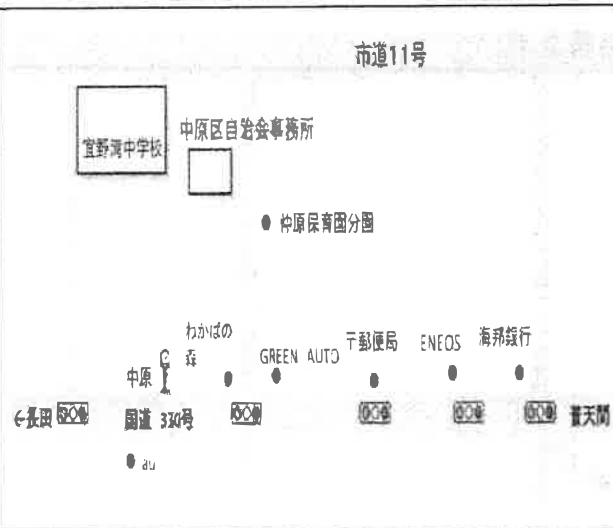 市道11号
宜野湾中学校
中原区自治会事務所
仲原保育園分園
わかばの
森
GREEN AUTO
〒郵便局
ENEOS
海邦銀行
中原
←長田
国道 330号
普天間
au